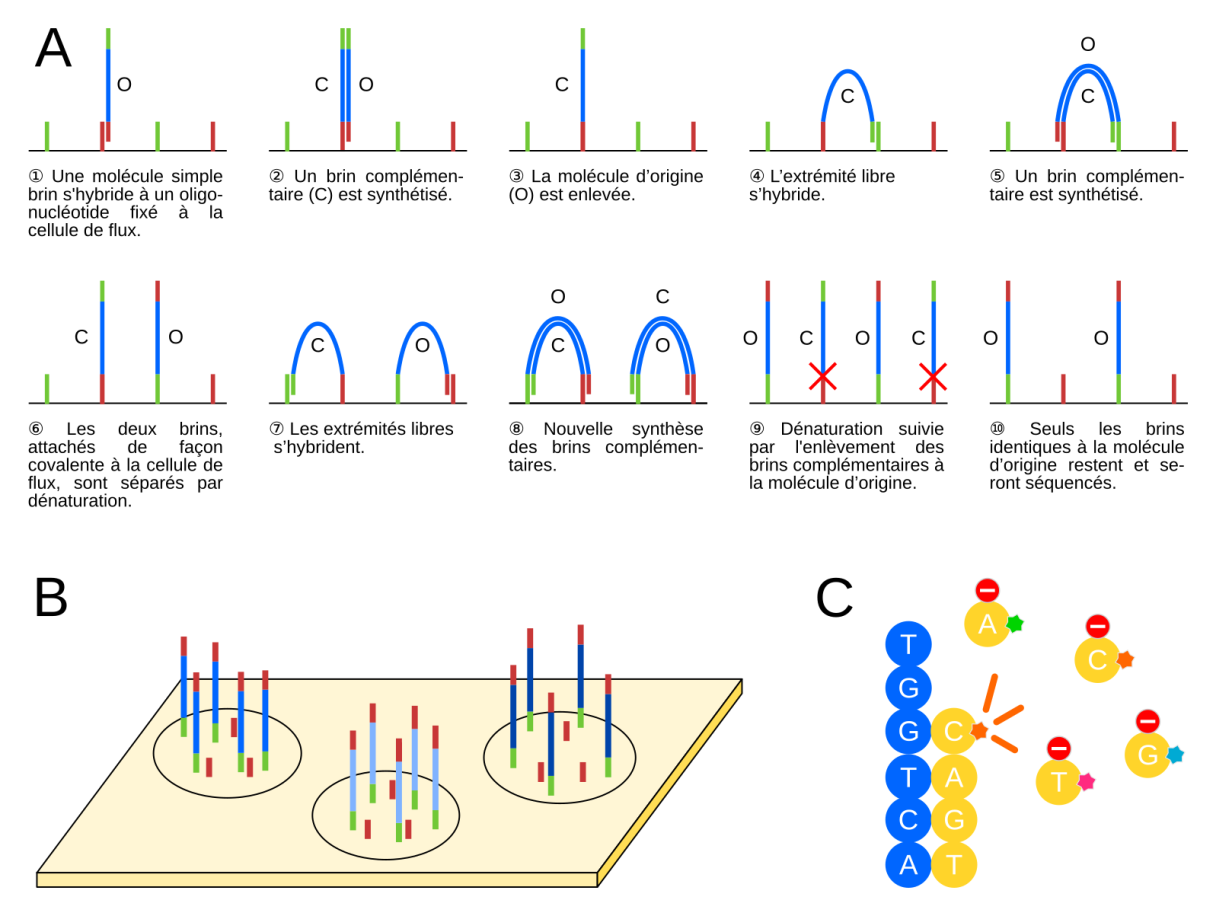 A
O
C O
C
C
O
C
① Une molécule simple
brin s'hybride à un oligo-
nucléotide fixé à la
cellule de flux.
② Un brin complémen-
taire (C) est synthétisé.
③ La molécule d’origine
(O) est enlevée.
④ L’extrémité libre
s’hybride.
⑤ Un brin complémen-
taire est synthétisé.
C O
C O
O C
C O
O C O C
O O
⑥ Les deux brins,
attachés de façon
covalente à la cellule de
flux, sont séparés par
dénaturation.
⑦ Les extrémités libres
s’hybrident.
⑧ Nouvelle synthèse
des brins complémen-
taires.
⑨ Dénaturation suivie
par l'enlèvement des
brins complémentaires à
la molécule d’origine.
⑩ Seuls les brins
identiques à la molécule
d’origine restent et se-
ront séquencés.
B
C
A
C
G
T
T
G
G C
T A
C G
A T